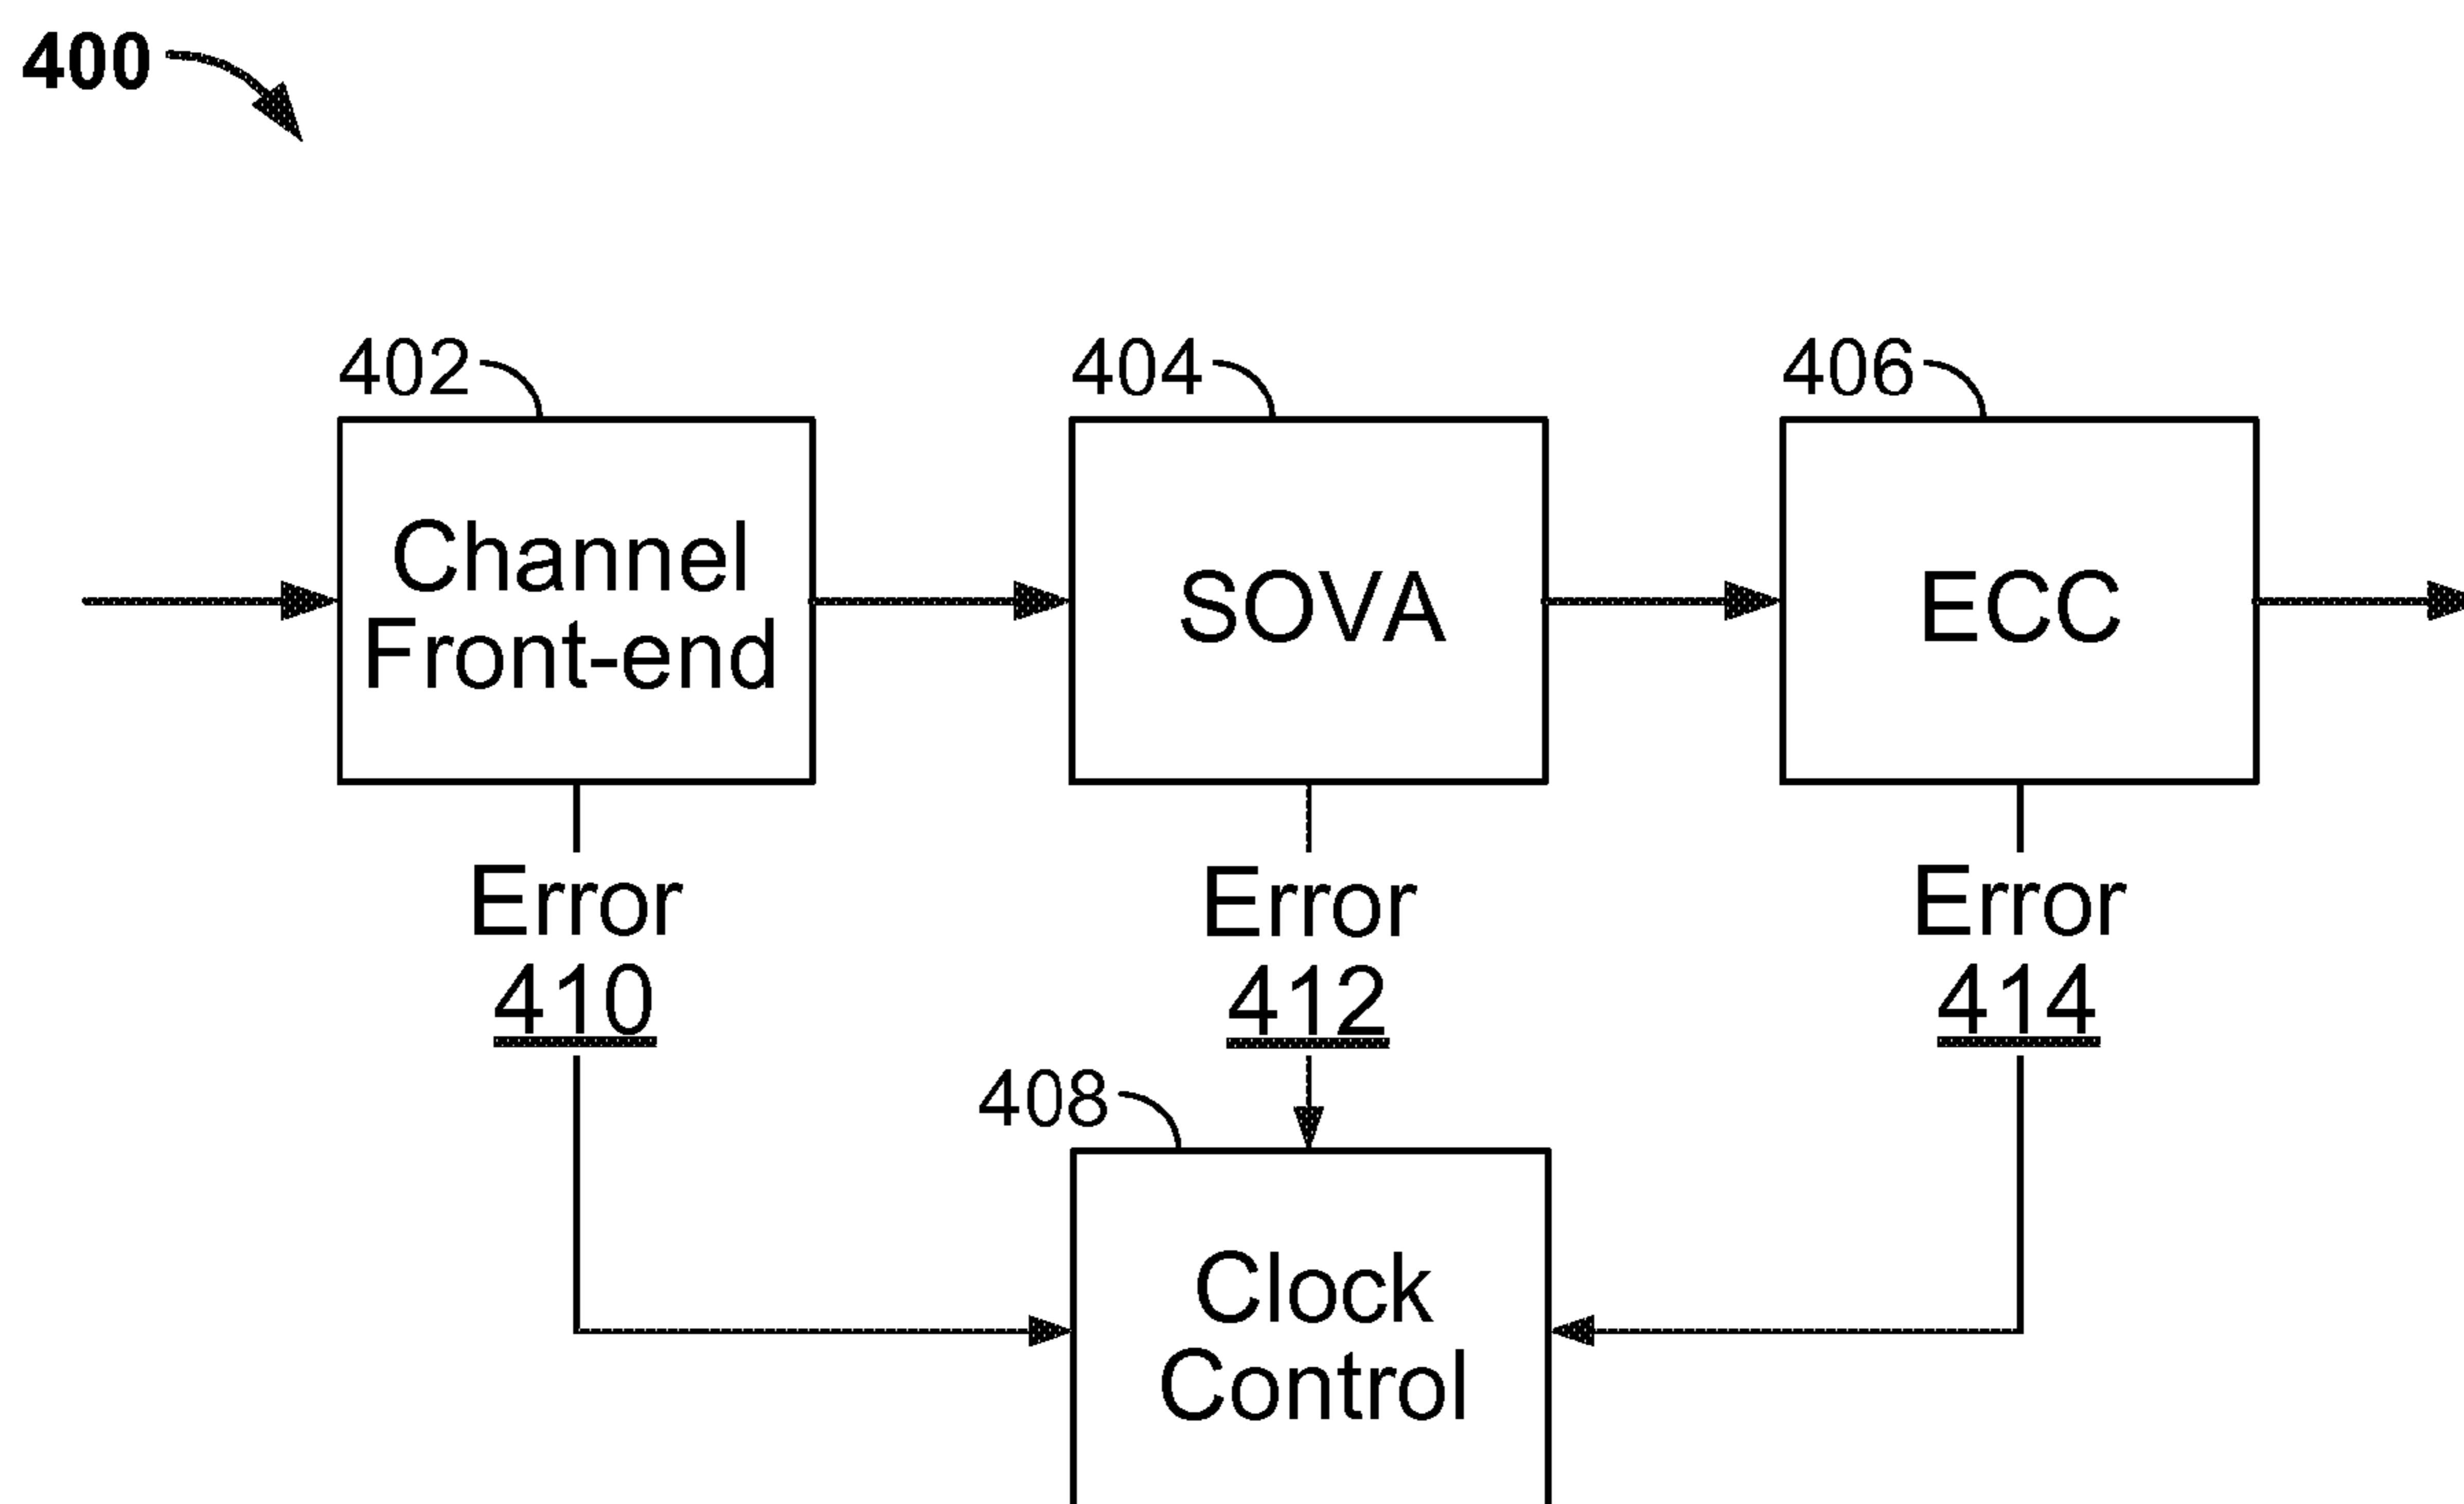 400
402
404
406
Channel
Front-end
SOVA
ECC
Error
410
Error
412
Error
414
408
Clock
Control